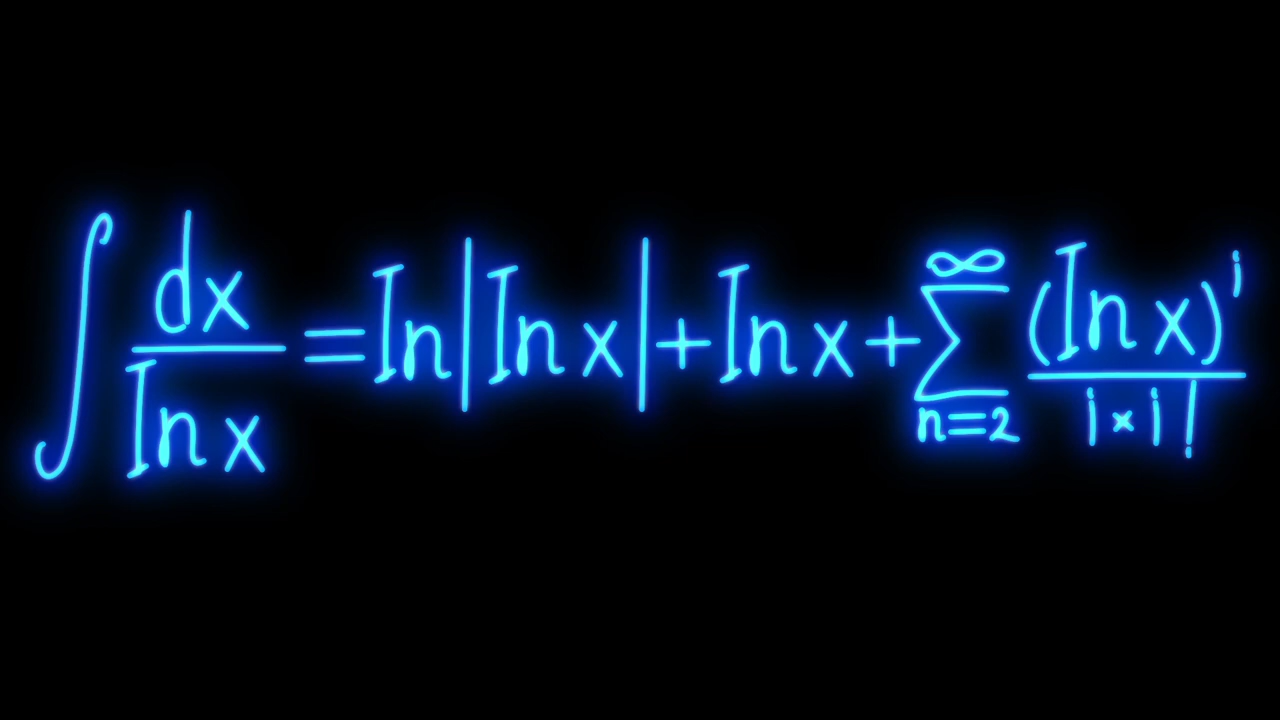 ∫ dx/ln x = ln|ln x| + ln x + ∑_{n=2}^{∞} (ln x)^i / (i × i!)